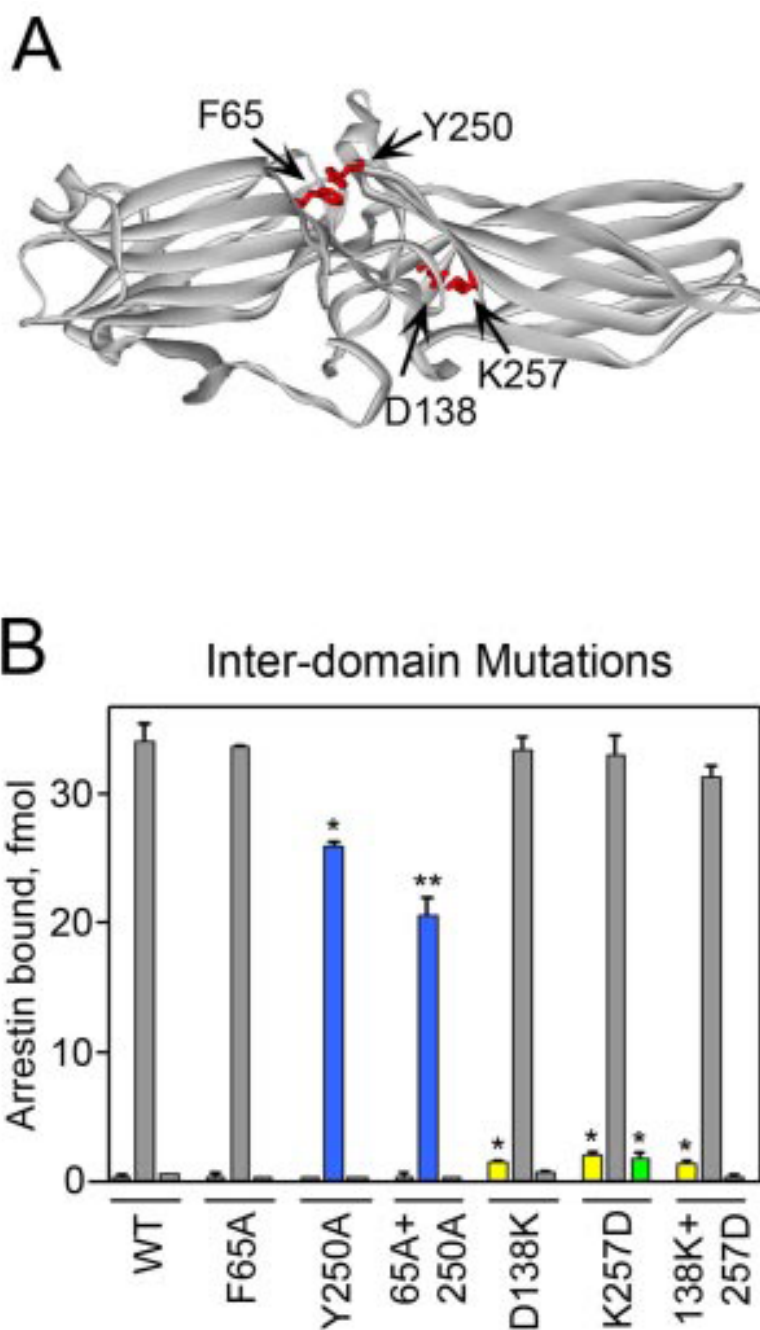 A
F65
Y250
D138
K257
B
Inter-domain Mutations
Arrestin bound, fmol
30
20
10
0
*
**
*
*
*
*
WT
F65A
Y250A
65A+
250A
D138K
K257D
138K+
257D